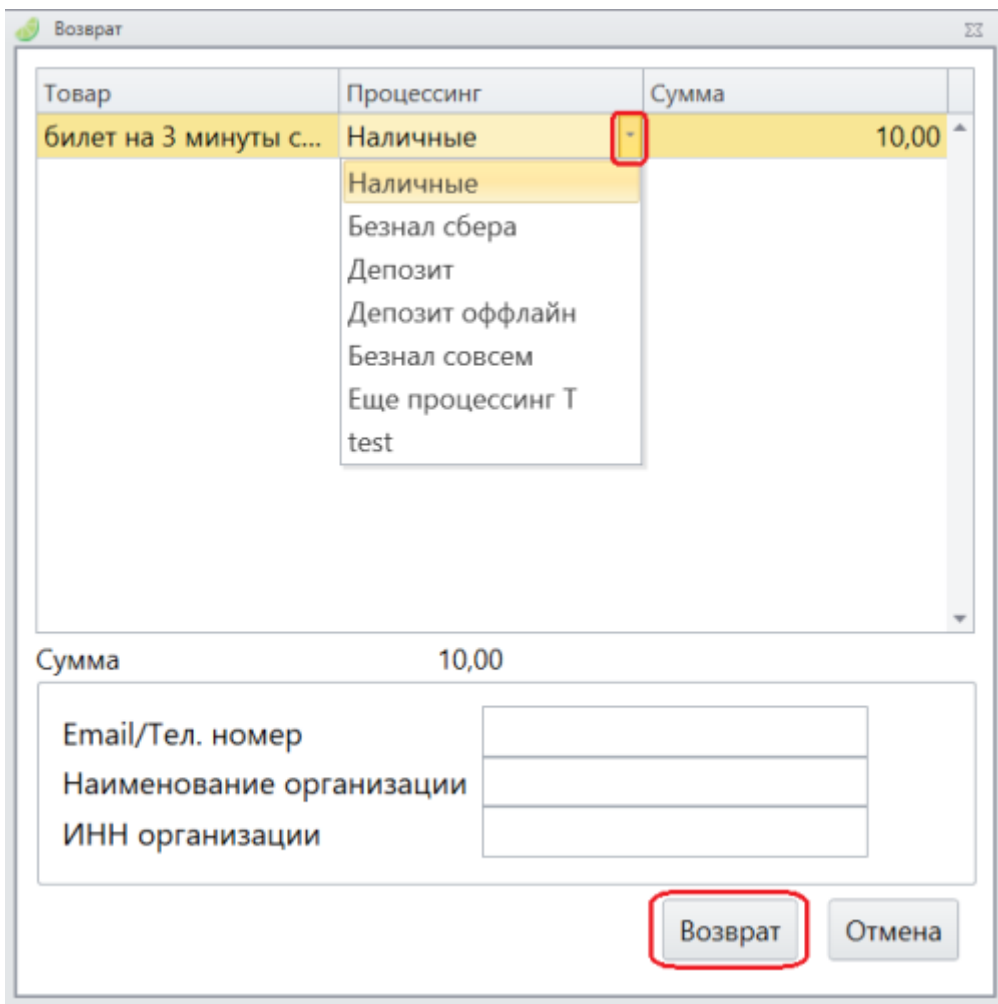 Возврат
Товар Процессинг Сумма
билет на 3 минуты с... Наличные 10,00
Наличные
Безнал сбера
Депозит
Депозит оффлайн
Безнал совсем
Еще процессинг Т
test
Сумма 10,00
Email/Тел. номер
Наименование организации
ИНН организации
Возврат Отмена